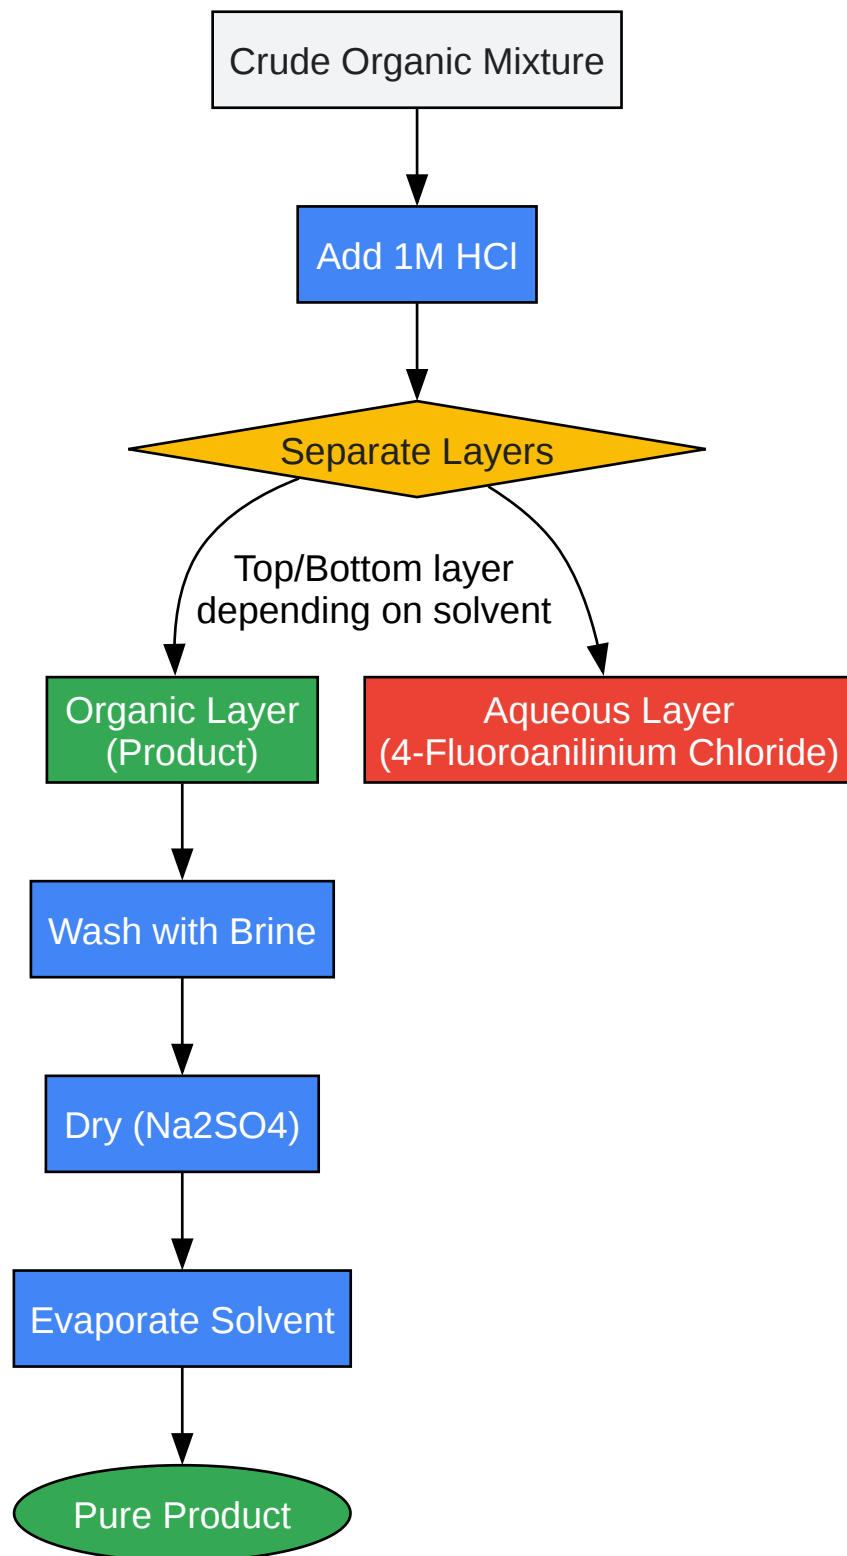 Crude Organic Mixture
Add 1M HCl
Separate Layers
Top/Bottom layer
depending on solvent
Organic Layer
(Product)
Aqueous Layer
(4-Fluoroanilinium Chloride)
Wash with Brine
Dry (Na2SO4)
Evaporate Solvent
Pure Product